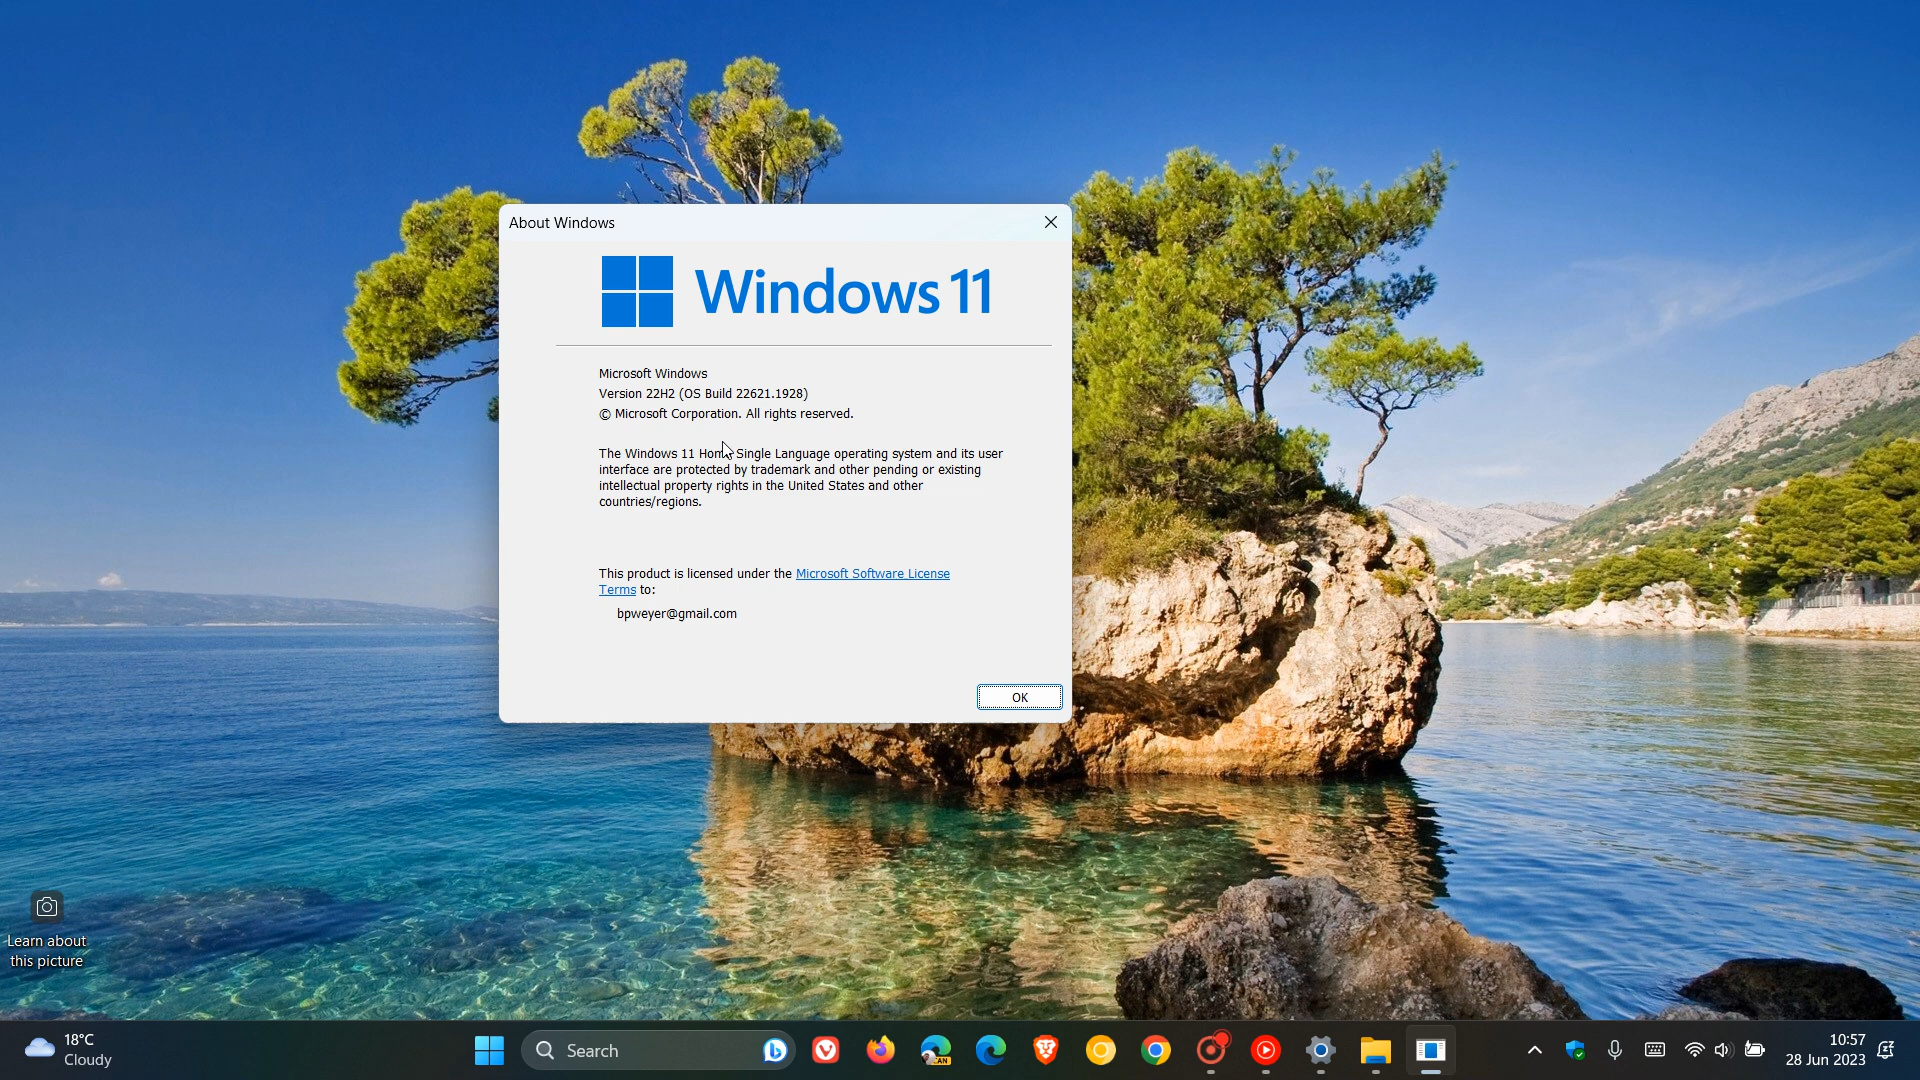 About Windows
Windows 11
Microsoft Windows
Version 22H2 (OS Build 22621.1928)
© Microsoft Corporation. All rights reserved.
The Windows 11 Home Single Language operating system and its user
interface are protected by trademark and other pending or existing
intellectual property rights in the United States and other
countries/regions.
This product is licensed under the Microsoft Software License
Terms to:
bpweyer@gmail.com
OK
Learn about
this picture
18°C
Cloudy
Search
CAN
10:57
28 Jun 2023